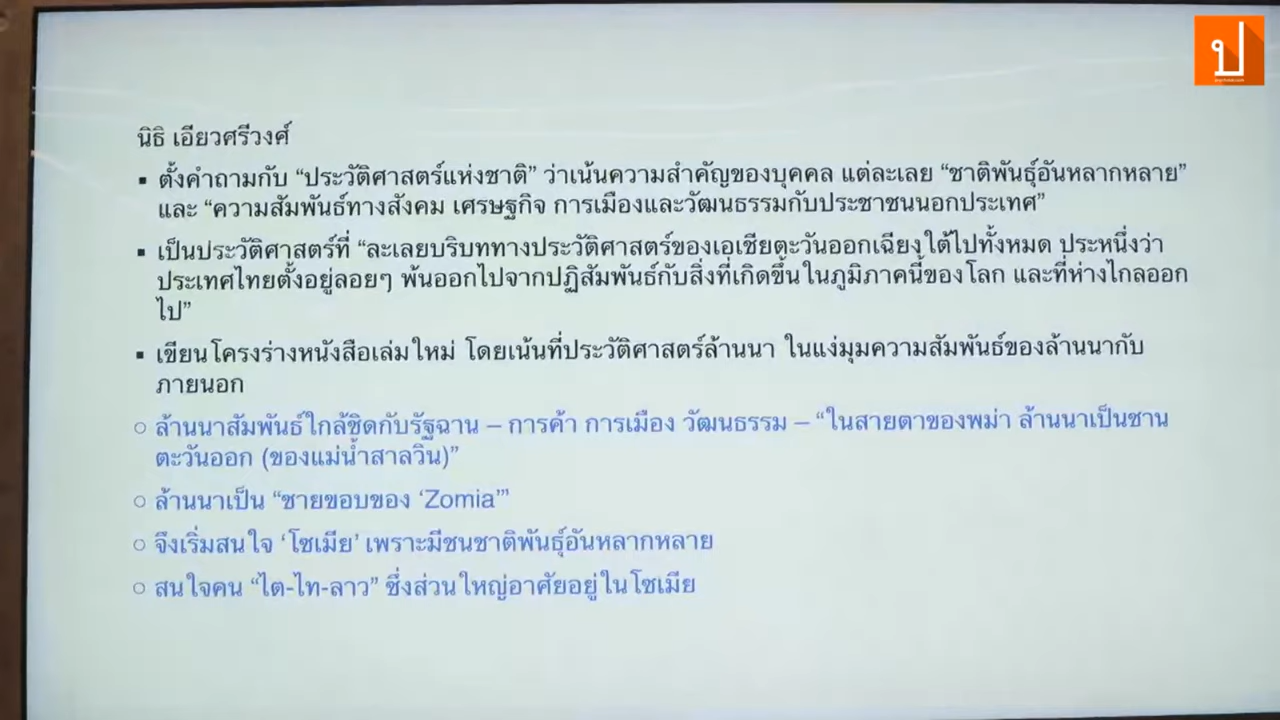 ป
นิธิ เอียวศรีวงศ์
▪ ตั้งคำถามกับ “ประวัติศาสตร์แห่งชาติ” ว่าเน้นความสำคัญของบุคคล แต่ละเลย “ชาติพันธุ์อันหลากหลาย”
และ “ความสัมพันธ์ทางสังคม เศรษฐกิจ การเมืองและวัฒนธรรมกับประชาชนนอกประเทศ”
▪ เป็นประวัติศาสตร์ที่ “ละเลยบริบททางประวัติศาสตร์ของเอเชียตะวันออกเฉียงใต้ไปทั้งหมด ประหนึ่งว่า
ประเทศไทยตั้งอยู่ลอยๆ พ้นออกไปจากปฏิสัมพันธ์กับสิ่งที่เกิดขึ้นในภูมิภาคนี้ของโลก และที่ห่างไกลออก
ไป”
▪ เขียนโครงร่างหนังสือเล่มใหม่ โดยเน้นที่ประวัติศาสตร์ล้านนา ในแง่มุมความสัมพันธ์ของล้านนากับ
ภายนอก
○ ล้านนาสัมพันธ์ใกล้ชิดกับรัฐฉาน – การค้า การเมือง วัฒนธรรม – “ในสายตาของพม่า ล้านนาเป็นชาน
ตะวันออก (ของแม่น้ำสาลวิน)”
○ ล้านนาเป็น “ชายขอบของ ‘Zomia’”
○ จึงเริ่มสนใจ ‘โซเมีย’ เพราะมีชนชาติพันธุ์อันหลากหลาย
○ สนใจคน “ไต-ไท-ลาว” ซึ่งส่วนใหญ่อาศัยอยู่ในโซเมีย